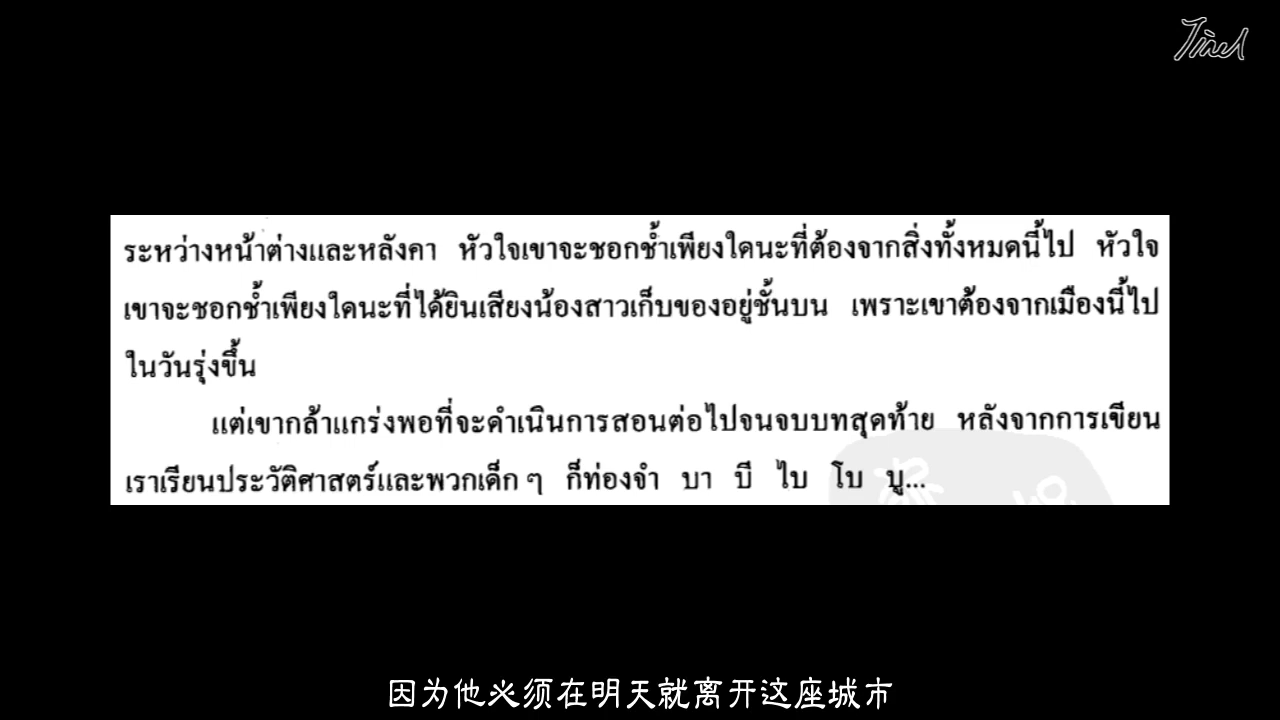 ระหว่างหน้าต่างและหลังคา หัวใจเขาจะชอกช้ำเพียงใดนะที่ต้องจากสิ่งทั้งหมดนี้ไป หัวใจ
เขาจะชอกช้ำเพียงใดนะที่ได้ยินเสียงน้องสาวเก็บของอยู่ชั้นบน เพราะเขาต้องจากเมืองนี้ไป
ในวันรุ่งขึ้น
แต่เขากล้าแกร่งพอที่จะดำเนินการสอนต่อไปจนจบบทสุดท้าย หลังจากการเขียน
เราเรียนประวัติศาสตร์และพวกเด็ก ๆ ก็ท่องจำ บา บี ไบ โบ บู...
因为他必须在明天就离开这座城市